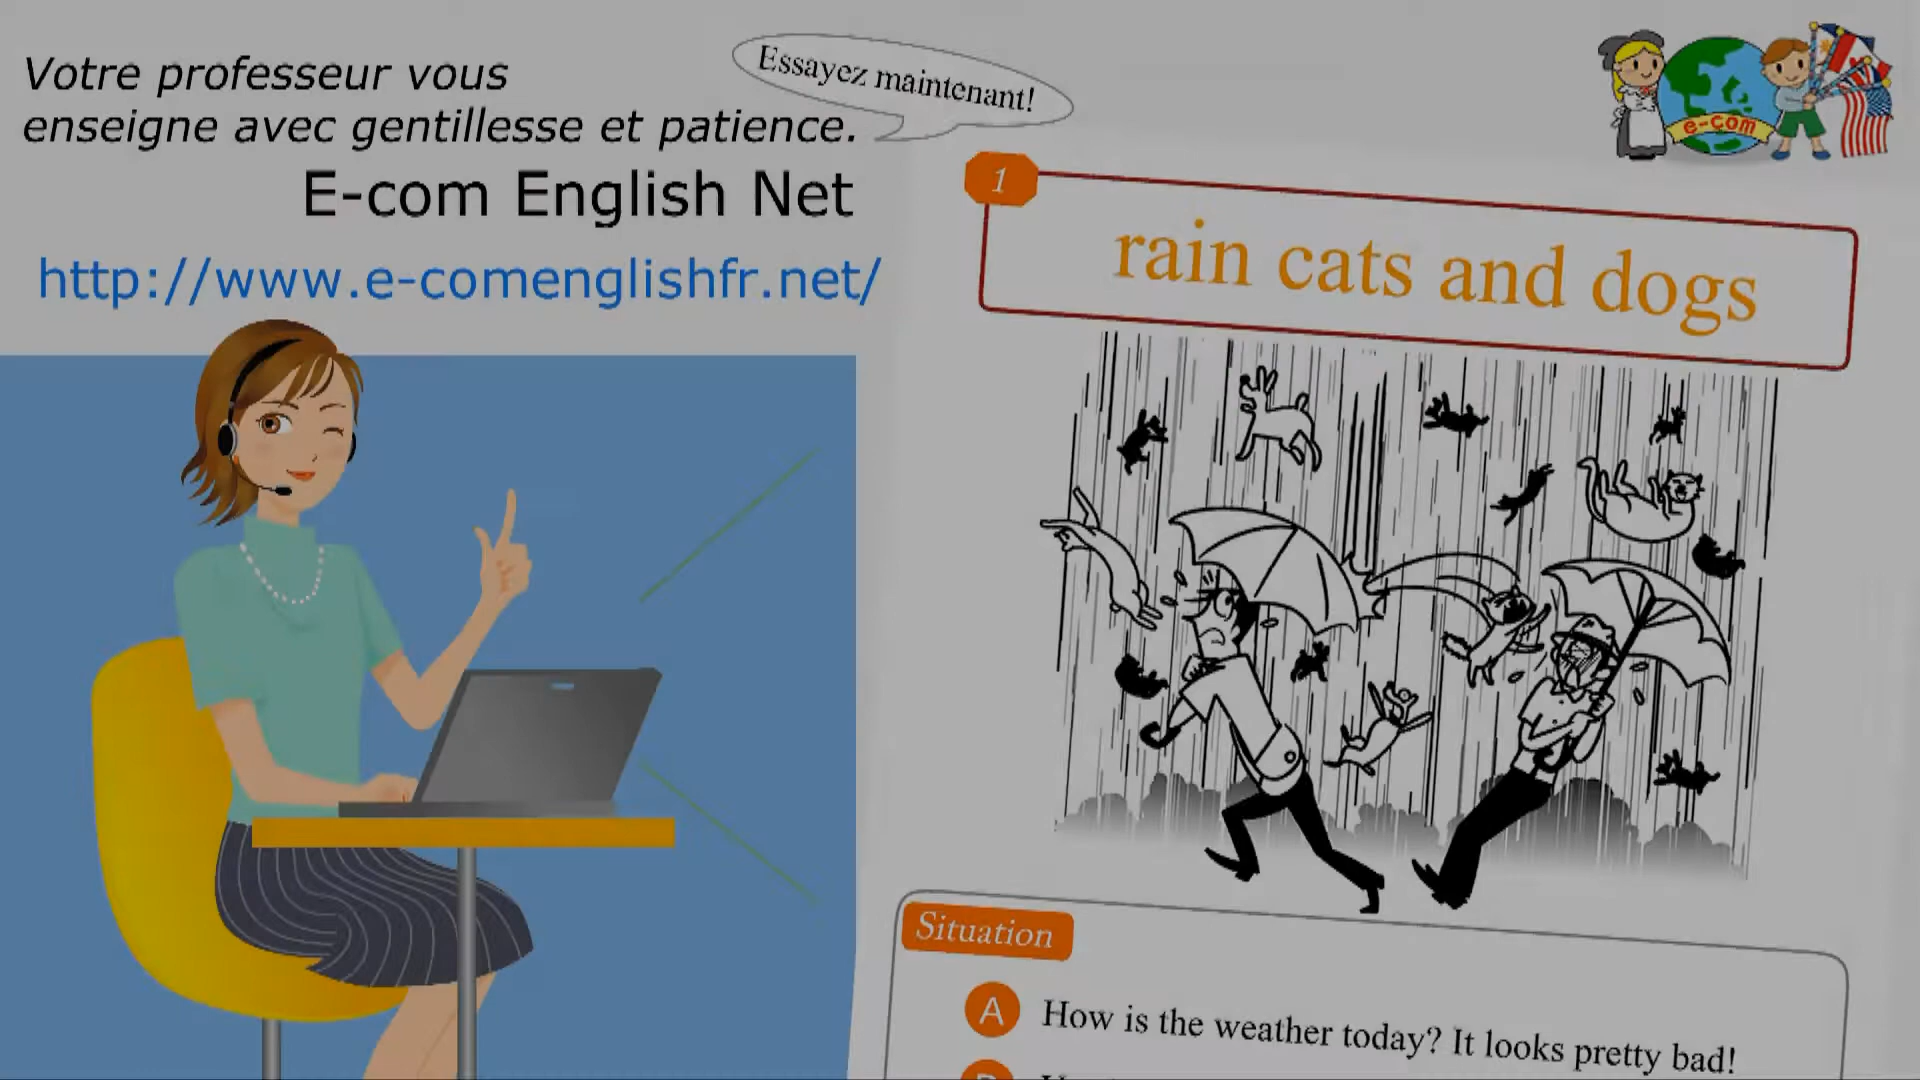 Votre professeur vous
enseigne avec gentillesse et patience.
Essayez maintenant!
E-com English Net
http://www.e-comenglishfr.net/
e-com
1
rain cats and dogs
Situation
A How is the weather today? It looks pretty bad!